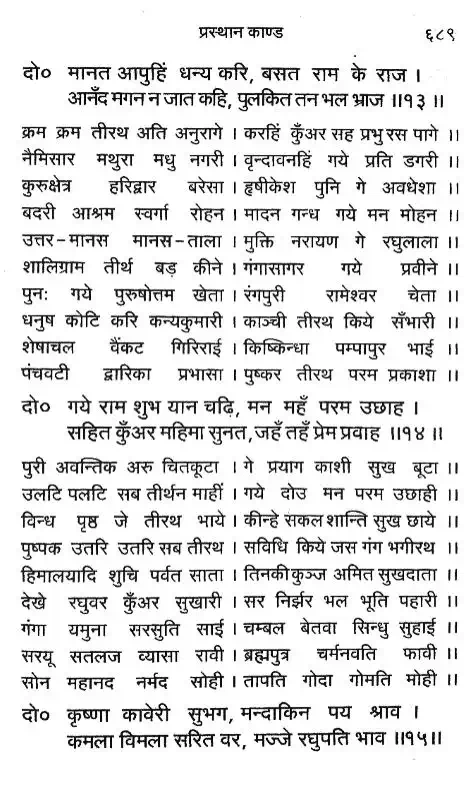 प्रस्थान काण्ड ६८९
दो० मानत आपुहिं धन्य करि, बसत राम के राज ।
आनँद मगन न जात कहि, पुलकित तन भल भ्राज ॥१३॥
क्रम क्रम तीरथ अति अनुरागे । करहिं कुँअर सह प्रभु रस पागे ॥
नैमिसार मथुरा मधु नगरी । वृन्दावनहिं गये प्रति डगरी ॥
कुरुक्षेत्र हरिद्वार बरेसा । हृषीकेश पुनि गे अवधेशा ॥
बदरी आश्रम स्वर्गा रोहन । मादन गन्ध गये मन मोहन ॥
उत्तर-मानस मानस-ताला । मुक्ति नरायण गे रघुलाला ॥
शालिग्राम तीर्थ बड़ कीने । गंगासागर गये प्रवीने ॥
पुनः गये पुरुषोत्तम खेता । रंगपुरी रामेश्वर चेता ॥
धनुष कोटि करि कन्यकुमारी । काञ्ची तीरथ किये सँभारी ॥
शेषाचल वैंकट गिरिराई । किष्किन्धा पम्पापुर भाई ॥
पंचवटी द्वारिका प्रभासा । पुष्कर तीरथ परम प्रकाशा ॥
दो० गये राम शुभ यान चढ़ि, मन महँ परम उछाह ।
सहित कुँअर महिमा सुनत, जहँ तहँ प्रेम प्रवाह ॥१४॥
पुरी अवन्तिक अरु चितकूटा । गे प्रयाग काशी सुख बूटा ॥
उलटि पलटि सब तीर्थन माहीं । गये दोउ मन परम उछाही ॥
विन्ध पृष्ठ जे तीरथ भाये । कीन्हे सकल शान्ति सुख छाये ॥
पुष्पक उतरि उतरि सब तीरथ । सविधि किये जस गंग भगीरथ ॥
हिमालयादि शुचि पर्वत साता । तिनकी कुञ्ज अमित सुखदाता ॥
देखे रघुवर कुँअर सुखारी । सर निर्झर भल भूति पहारी ॥
गंगा यमुना सरसुति साई । चम्बल बेतवा सिन्धु सुहाई ॥
सरयू सतलज व्यासा रावी । ब्रह्मपुत्र चर्मनवति फावी ॥
सोन महानद नर्मद सोही । तापति गोदा गोमति मोही ॥
दो० कृष्णा कावेरी सुभग, मन्दाकिन पय श्राव ।
कमला विमला सरित वर, मज्जे रघुपति भाव ॥१५॥